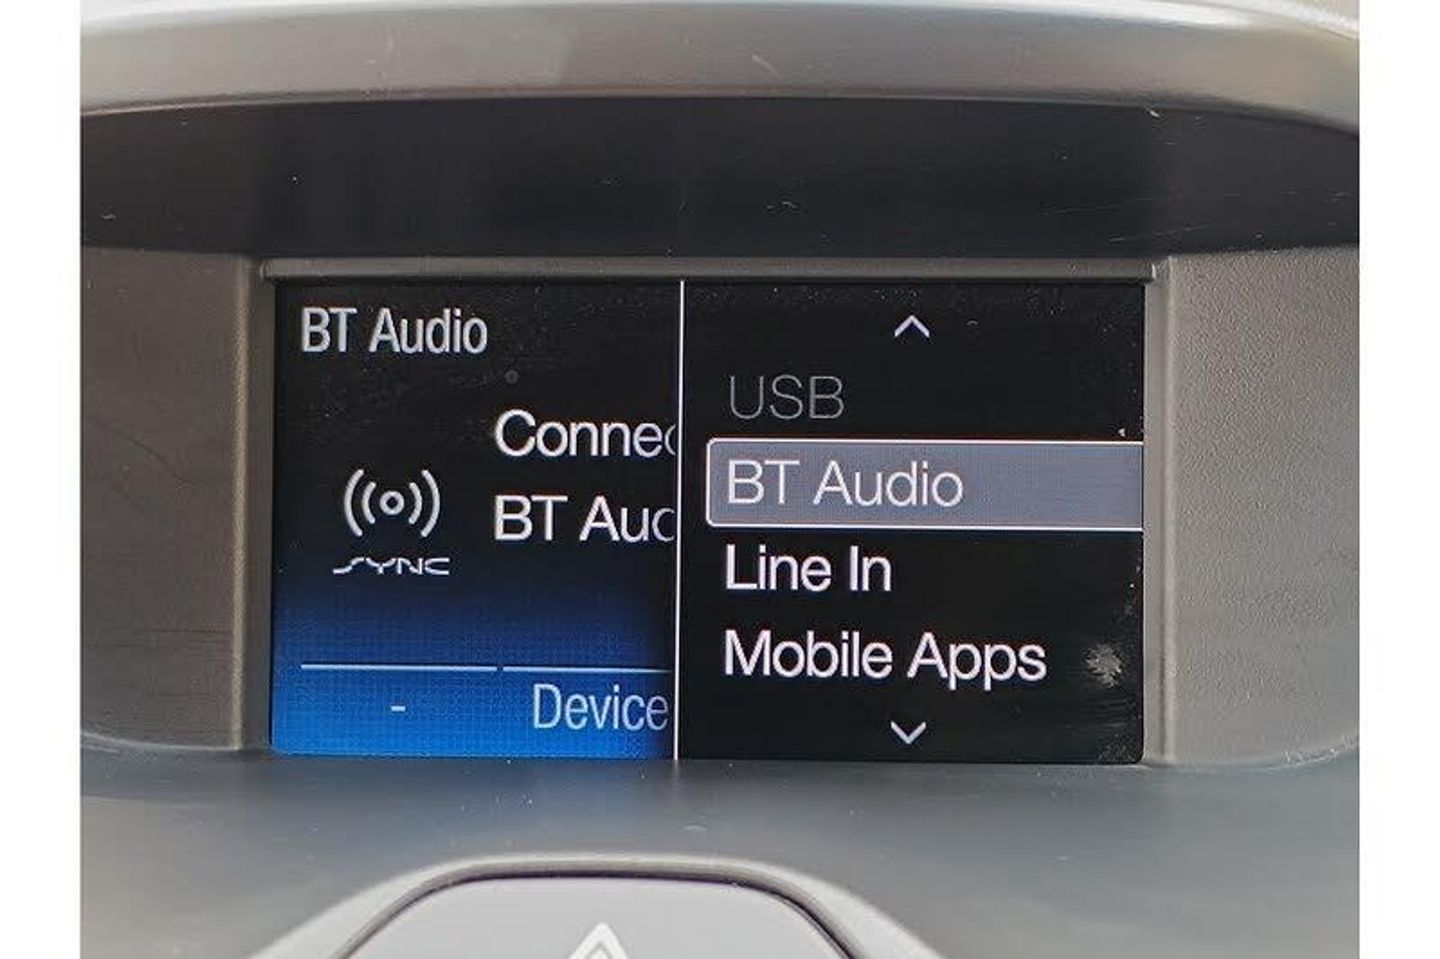 BT Audio
Connec
BT Auc
SYNC
-
Device
USB
BT Audio
Line In
Mobile Apps